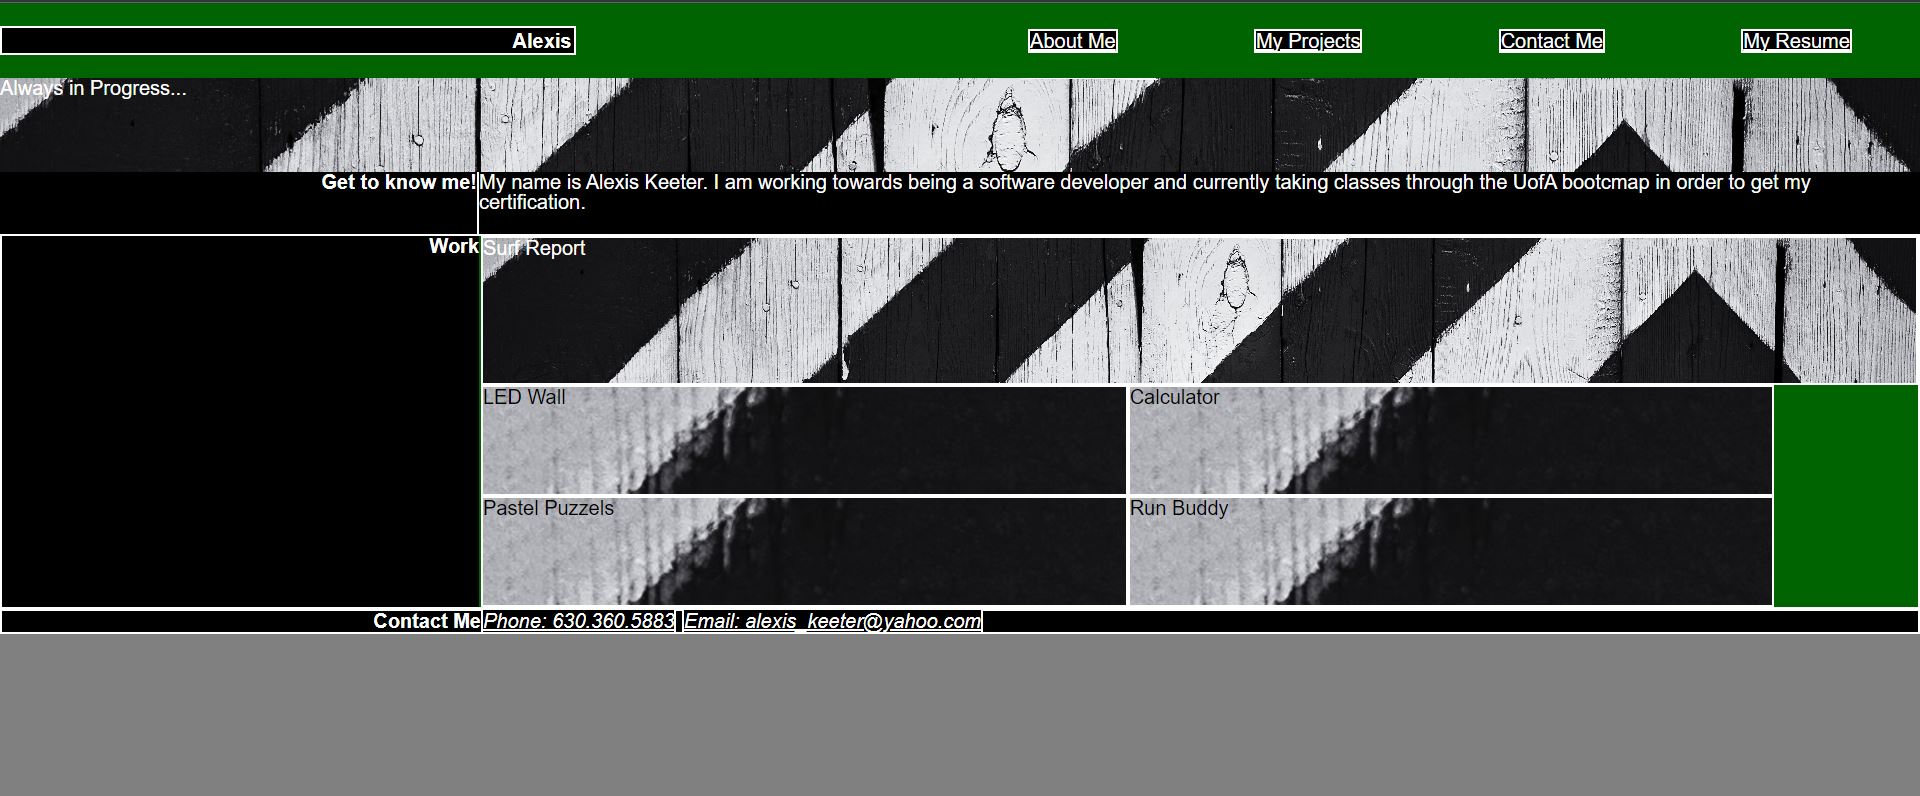 Alexis
About Me
My Projects
Contact Me
My Resume
Always in Progress...
Get to know me!
My name is Alexis Keeter. I am working towards being a software developer and currently taking classes through the UofA bootcmap in order to get my
certification.
Work
Surf Report
LED Wall
Calculator
Pastel Puzzels
Run Buddy
Contact Me
Phone: 630.360.5883
Email: alexis_keeter@yahoo.com